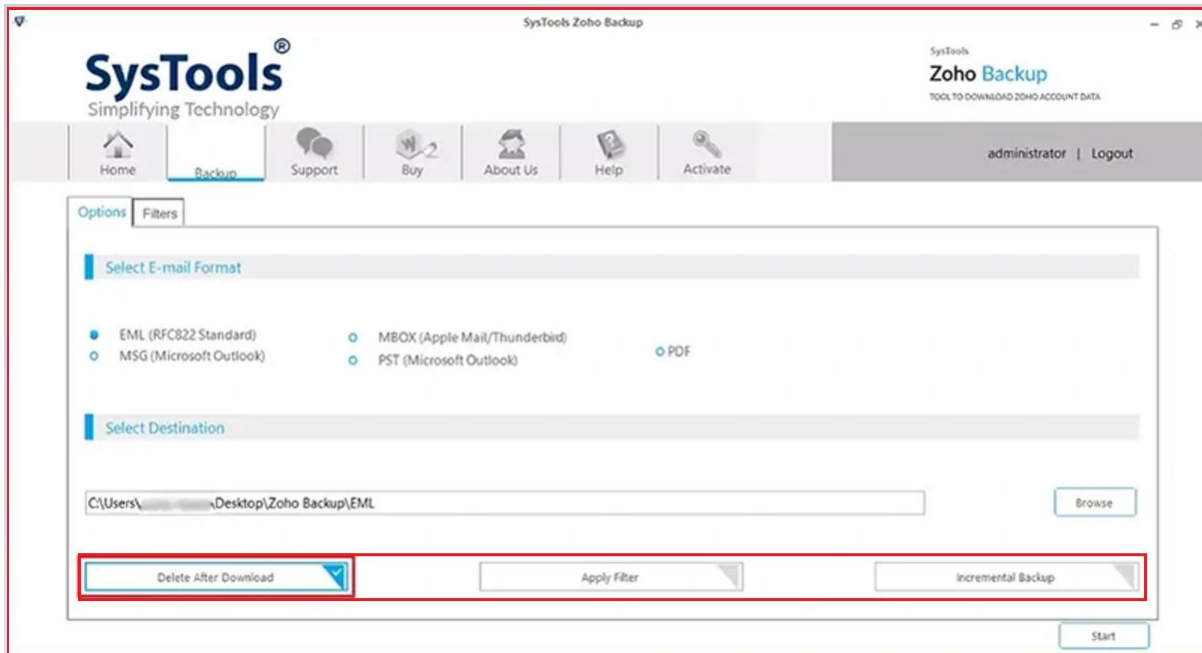 SysTools Zoho Backup
SysTools®
Simplifying Technology
SysTools
Zoho Backup
TOOL TO DOWNLOAD ZOHO ACCOUNT DATA
Home Backup Support Buy About Us Help Activate
administrator | Logout
Options Filters
Select E-mail Format
EML (RFC822 Standard) MBOX (Apple Mail/Thunderbird) PDF
MSG (Microsoft Outlook) PST (Microsoft Outlook)
Select Destination
C:\Users\ \Desktop\Zoho Backup\EML Browse
Delete After Download Apply Filter Incremental Backup
Start